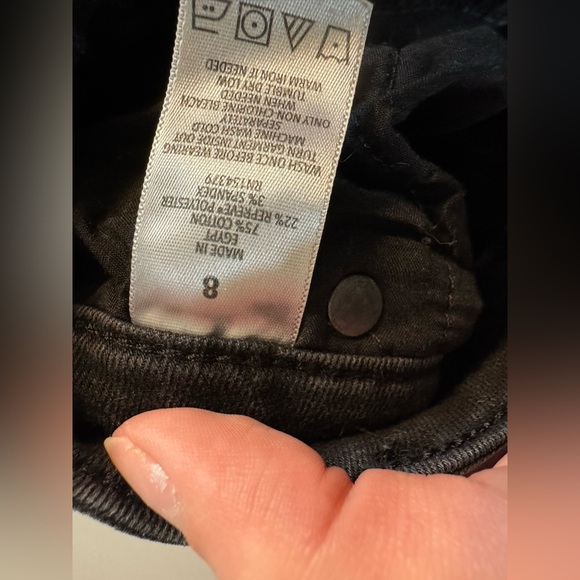 8
MADE IN
EGYPT
75% COTTON
22% REPREVE® POLYESTER
3% SPANDEX
RN154379
WASH ONCE BEFORE WEARING
TURN GARMENT INSIDE OUT
MACHINE WASH COLD
SEPARATELY
ONLY NON-CHLORINE BLEACH
WHEN NEEDED
TUMBLE DRY LOW
WARM IRON IF NEEDED